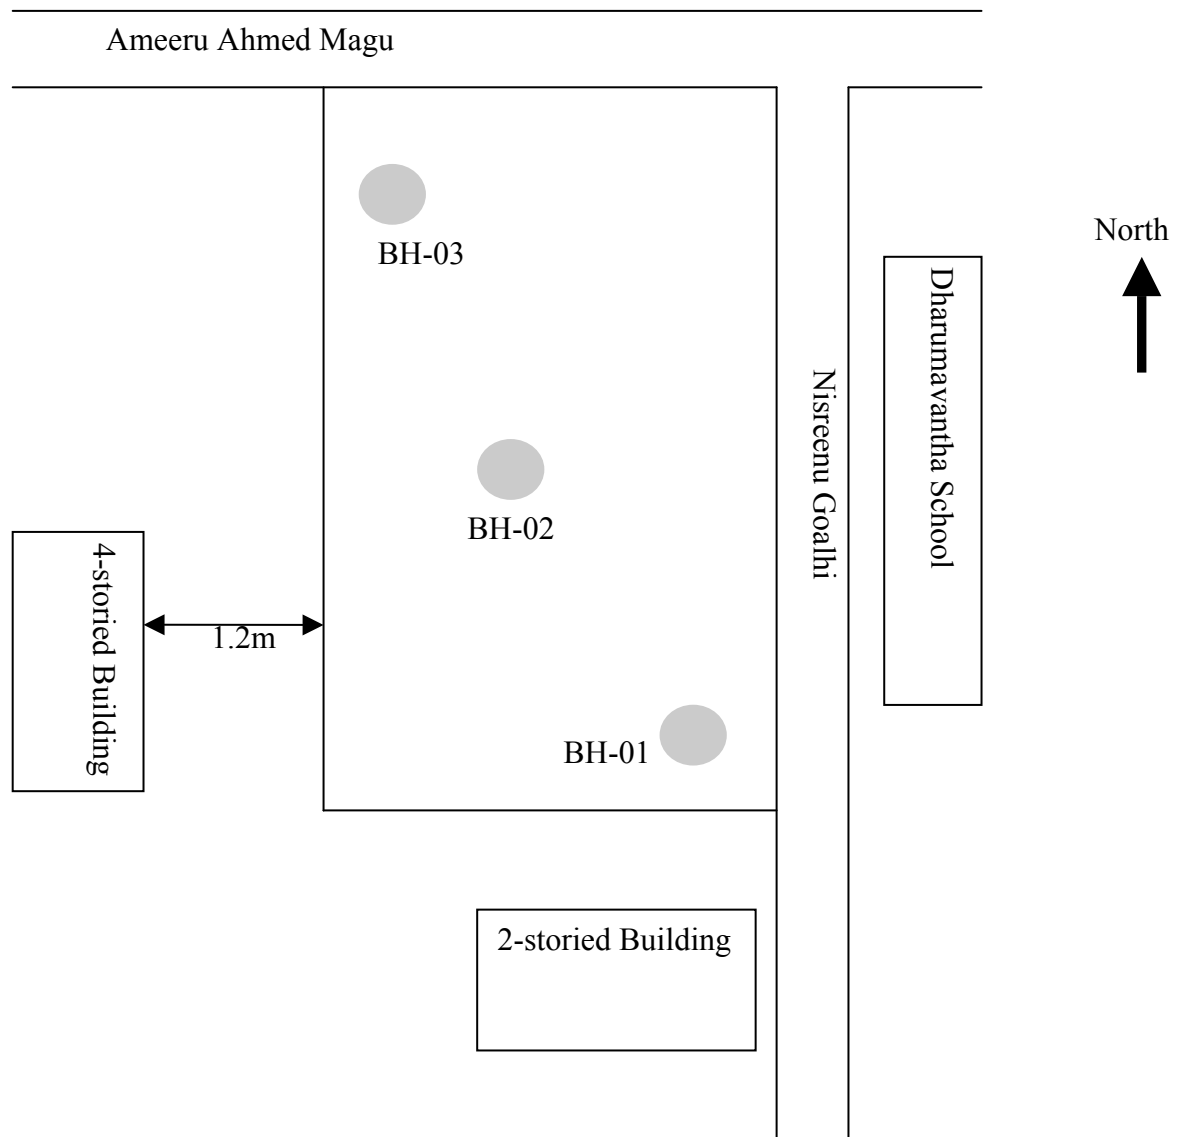 Ameeru Ahmed Magu
North
BH-03
Dharumavantha School
Nisreenu Goalhi
BH-02
4-storied Building
1.2m
BH-01
2-storied Building